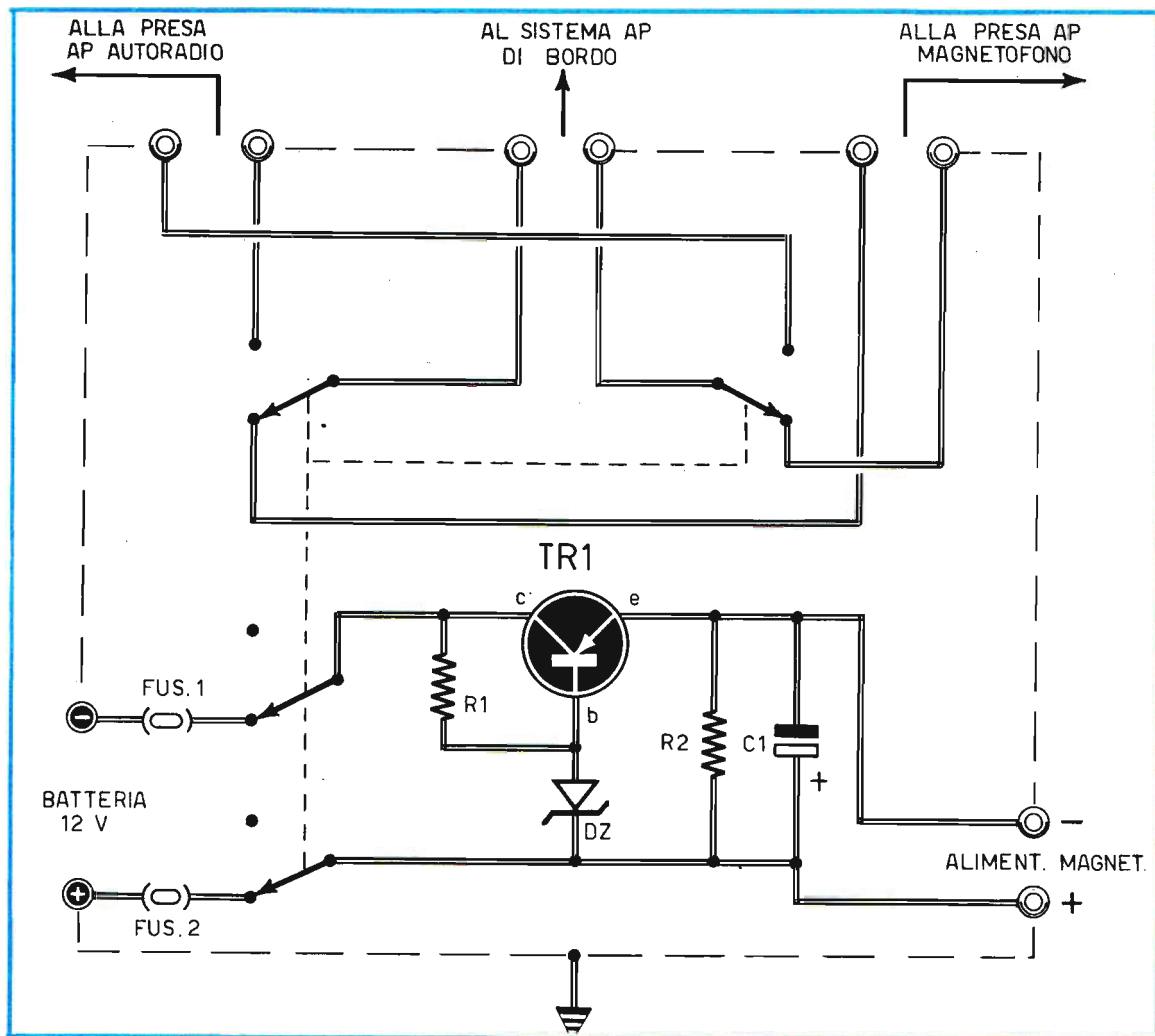 ALLA PRESA
AP AUTORADIO
AL SISTEMA AP
DI BORDO
ALLA PRESA AP
MAGNETOFONO
TR1
c
e
FUS.1
R1
b
R2
C1
+
-
BATTERIA
12 V
DZ
-
ALIMENT. MAGNET.
+
+
FUS.2